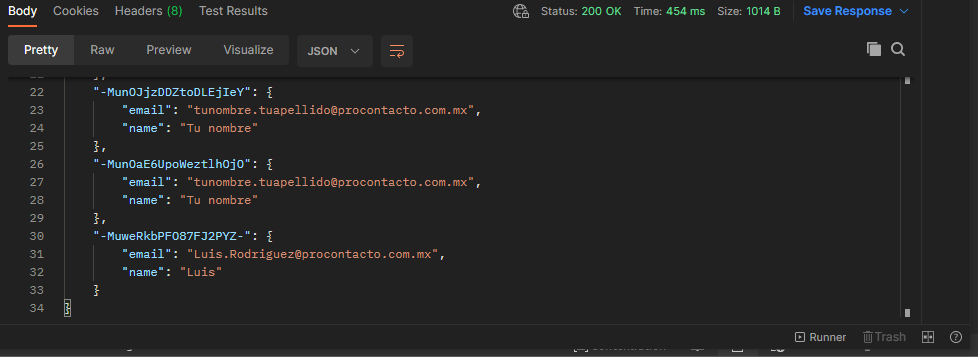 Body Cookies Headers (8) Test Results Status: 200 OK Time: 454 ms Size: 1014 B Save Response
Pretty Raw Preview Visualize JSON
22 "-MunOJjzDDZtoDLEjIeY": {
23 "email": "tunombre.tuapellido@procontacto.com.mx",
24 "name": "Tu nombre"
25 },
26 "-MunOaE6UpoWeztlhOjO": {
27 "email": "tunombre.tuapellido@procontacto.com.mx",
28 "name": "Tu nombre"
29 },
30 "-MuweRkbPFO87FJ2PYZ-": {
31 "email": "Luis.Rodriguez@procontacto.com.mx",
32 "name": "Luis"
33 }
34 }
Runner Trash